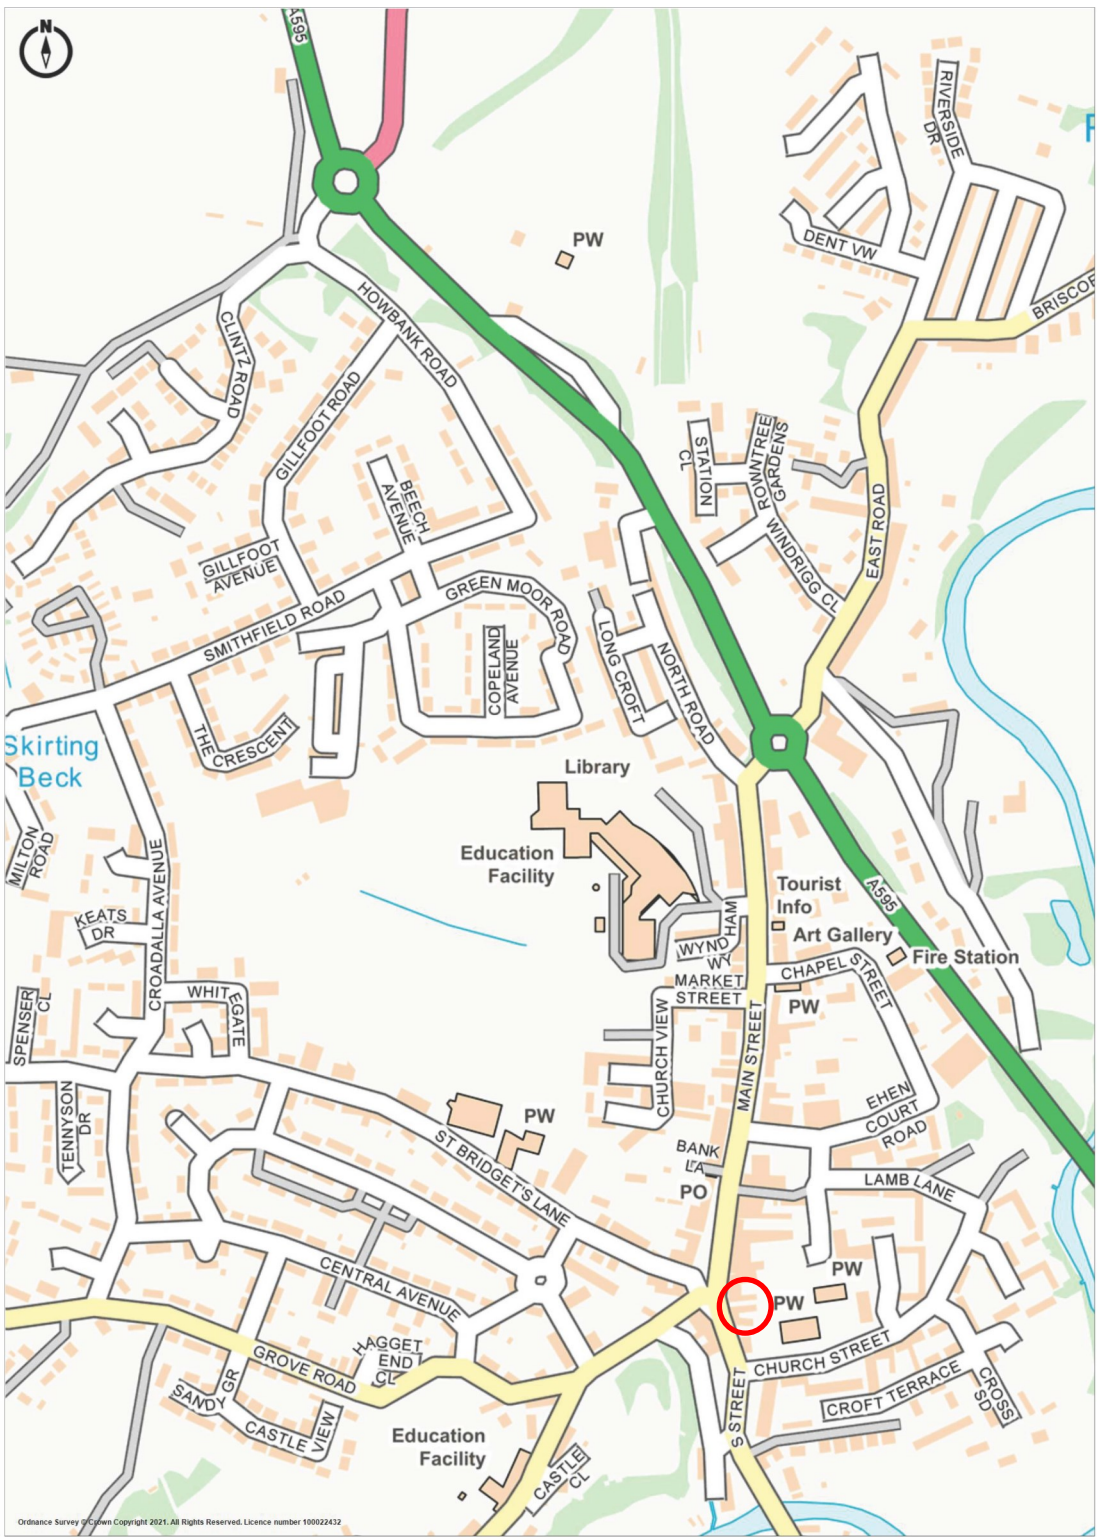 N
A595
RIVERSIDE
DR
PW
DENT VW
BRISCOE
HOWBANK ROAD
CLINTZ ROAD
GILLFOOT ROAD
STATION
CL
ROWNTREE
GARDENS
BEECH
AVENUE
EAST ROAD
WINDRIGG CL
GILLFOOT
AVENUE
GREEN MOOR ROAD
SMITHFIELD ROAD
LONG CROFT
COPELAND
AVENUE
NORTH ROAD
THE
CRESCENT
Skirting
Beck
Library
MILTON
ROAD
Education
Facility
CROADALLA AVENUE
Tourist
Info
A595
KEATS
DR
WYND
HAM
WY
Art Gallery
Fire Station
MARKET
STREET
CHAPEL STREET
PW
SPENSER
CL
WHITEGATE
CHURCH VIEW
MAIN STREET
TENNYSON
DR
PW
EHEN
COURT
ROAD
ST BRIDGET'S LANE
BANK
LA
PO
LAMB LANE
CENTRAL AVENUE
PW
PW
HAGGET
END
CL
GROVE ROAD
CHURCH STREET
SANDY GR
CROFT TERRACE
CROSS
SD
CASTLE VIEW
S STREET
Education
Facility
CASTLE
CL
Ordnance Survey © Crown Copyright 2021. All Rights Reserved. Licence number 100022432